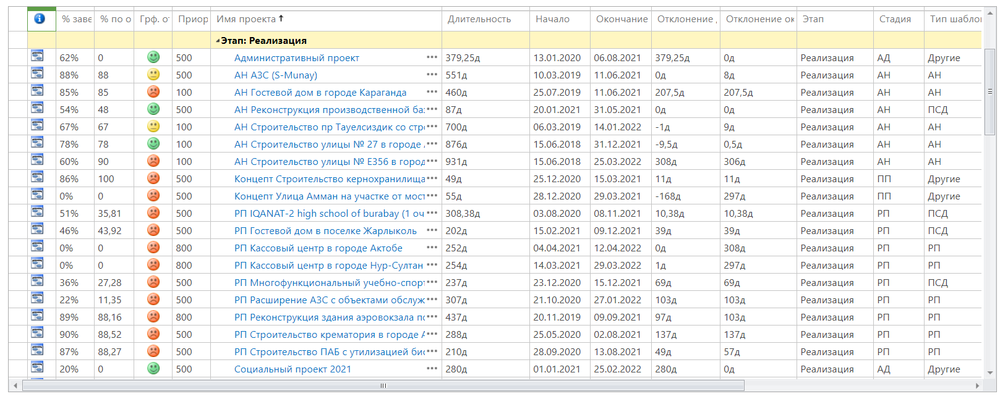 % заве % по о Грф. о Приор Имя проекта Длительность Начало Окончание Отклонение Отклонение ок Этап Стадия Тип шабло
Этап: Реализация
62% 0 500 Административный проект ... 379,25д 13.01.2020 06.08.2021 379,25д 0д Реализация АД Другие
88% 88 500 АН АЗС (S-Munay) ... 551д 10.03.2019 11.06.2021 0д 8д Реализация АН АН
85% 85 100 АН Гостевой дом в городе Караганда ... 460д 25.07.2019 11.06.2021 207,5д 207,5д Реализация АН АН
54% 48 500 АН Реконструкция производственной ба ... 87д 20.01.2021 31.05.2021 0д 0д Реализация АН ПСД
67% 67 100 АН Строительство пр Тауелсиздик со стр ... 700д 06.03.2019 14.01.2022 -1д 9д Реализация АН АН
78% 78 100 АН Строительство улицы № 27 в городе ... 876д 15.06.2018 31.12.2021 -9,5д 0,5д Реализация АН АН
60% 90 100 АН Строительство улицы № Е356 в город ... 931д 15.06.2018 25.03.2022 308д 306д Реализация АН АН
86% 100 500 Концепт Строительство кернохранилища ... 49д 25.12.2020 15.03.2021 11д 11д Реализация ПП Другие
0% 0 500 Концепт Улица Амман на участке от мост ... 55д 28.12.2020 29.03.2021 -168д 297д Реализация ПП Другие
51% 35,81 500 РП IQANAT-2 high school of burabay (1 оч ... 308,38д 03.08.2020 08.11.2021 10,38д 10,38д Реализация РП ПСД
46% 43,92 500 РП Гостевой дом в поселке Жарлыколь ... 202д 15.02.2021 09.12.2021 39д 39д Реализация РП ПСД
0% 0 800 РП Кассовый центр в городе Актобе ... 252д 04.04.2021 12.04.2022 0д 308д Реализация РП РП
0% 0 800 РП Кассовый центр в городе Нур-Султан ... 254д 14.03.2021 29.03.2022 1д 297д Реализация РП РП
36% 27,28 500 РП Многофункциональный учебно-спорт ... 237д 23.12.2020 15.12.2021 69д 69д Реализация РП ПСД
22% 11,35 500 РП Расширение АЗС с объектами обслуж ... 307д 21.10.2020 27.01.2022 103д 103д Реализация РП РП
89% 88,16 800 РП Реконструкция здания аэровокзала по ... 437д 20.11.2019 09.09.2021 97д 103д Реализация РП РП
90% 88,52 500 РП Строительство крематория в городе ... 288д 25.05.2020 02.08.2021 137д 137д Реализация РП РП
87% 88,27 500 РП Строительство ПАБ с утилизацией био ... 210д 28.09.2020 13.08.2021 49д 57д Реализация РП РП
20% 0 500 Социальный проект 2021 ... 280д 01.01.2021 25.02.2022 280д 0д Реализация АД Другие